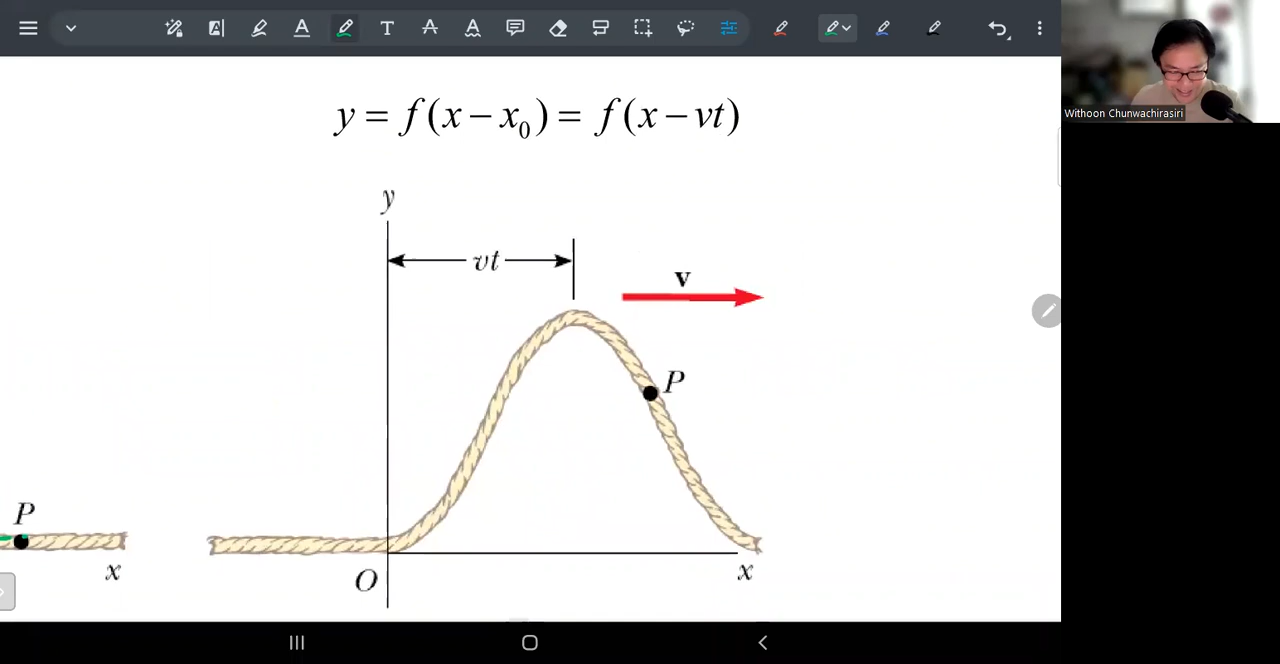 y = f(x − x₀) = f(x − vt)
y
vt
v
P
P
x
O
x
Withoon Chunwachirasiri